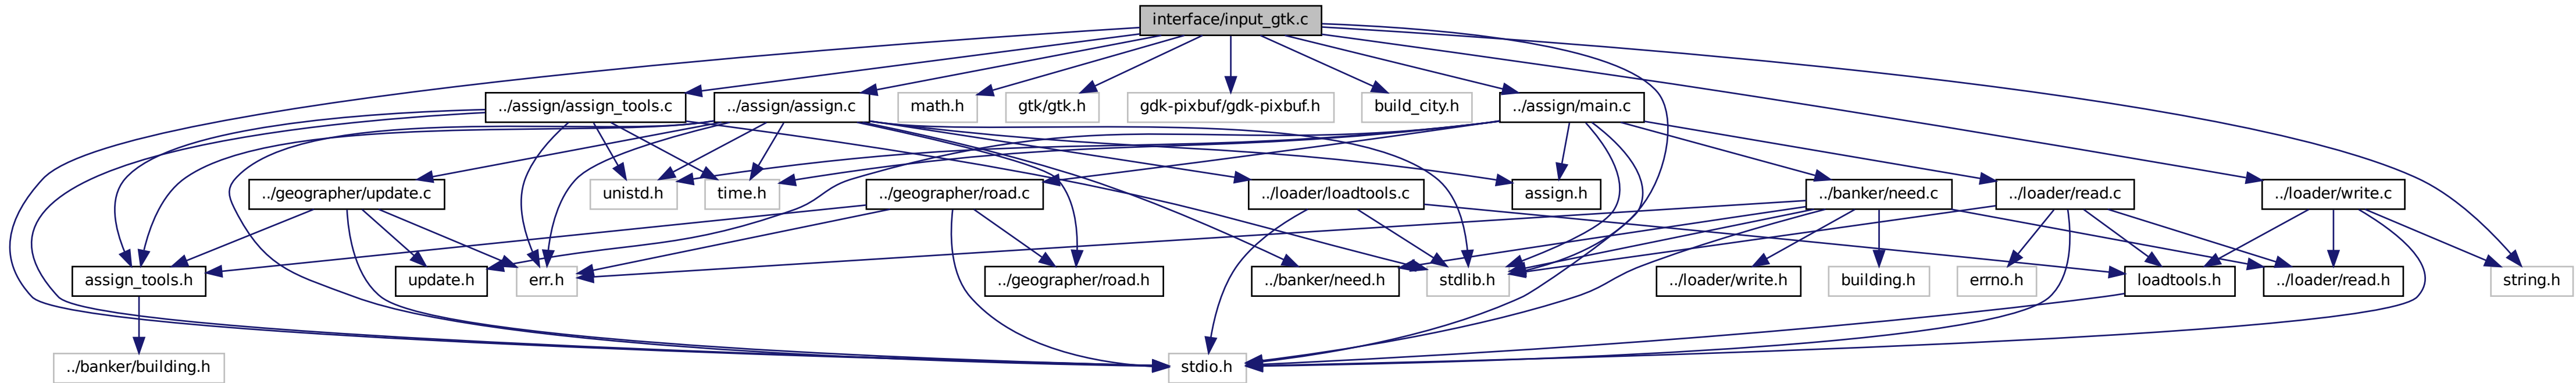 interface/input_gtk.c
../assign/assign_tools.c
../assign/assign.c
math.h
gtk/gtk.h
gdk-pixbuf/gdk-pixbuf.h
build_city.h
../assign/main.c
../geographer/update.c
unistd.h
time.h
../geographer/road.c
../loader/loadtools.c
assign.h
../banker/need.c
../loader/read.c
../loader/write.c
assign_tools.h
update.h
err.h
../geographer/road.h
../banker/need.h
stdlib.h
../loader/write.h
building.h
errno.h
loadtools.h
../loader/read.h
string.h
../banker/building.h
stdio.h